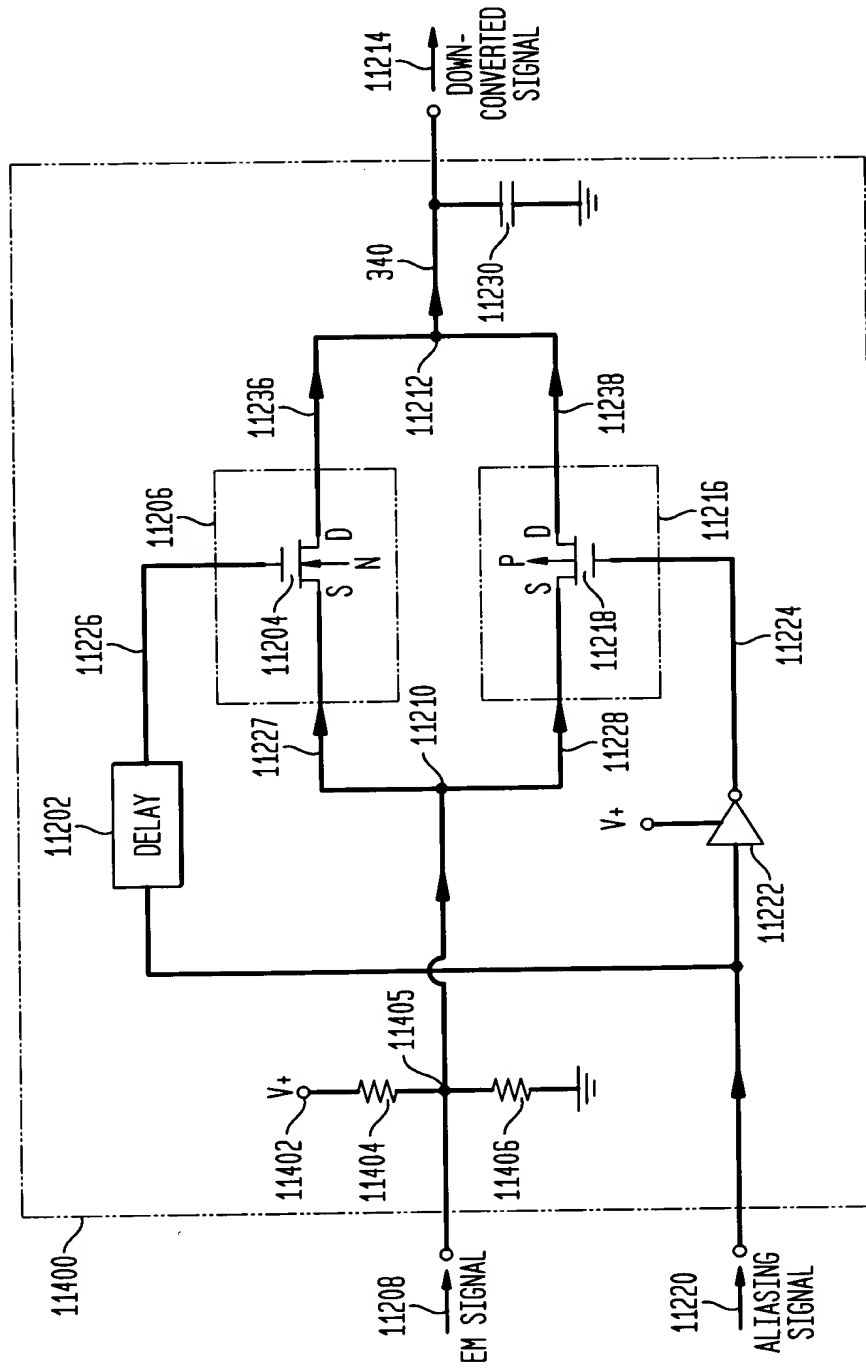 11400
11208
EM SIGNAL
11220
ALIASING
SIGNAL
11402
V+
11404
11405
11406
11202
DELAY
11226
11206
11204
S
N
D
11227
11210
11228
11236
11212
340
11230
11214
DOWN-
CONVERTED
SIGNAL
S
P
D
11218
11238
11216
V+
11222
11224